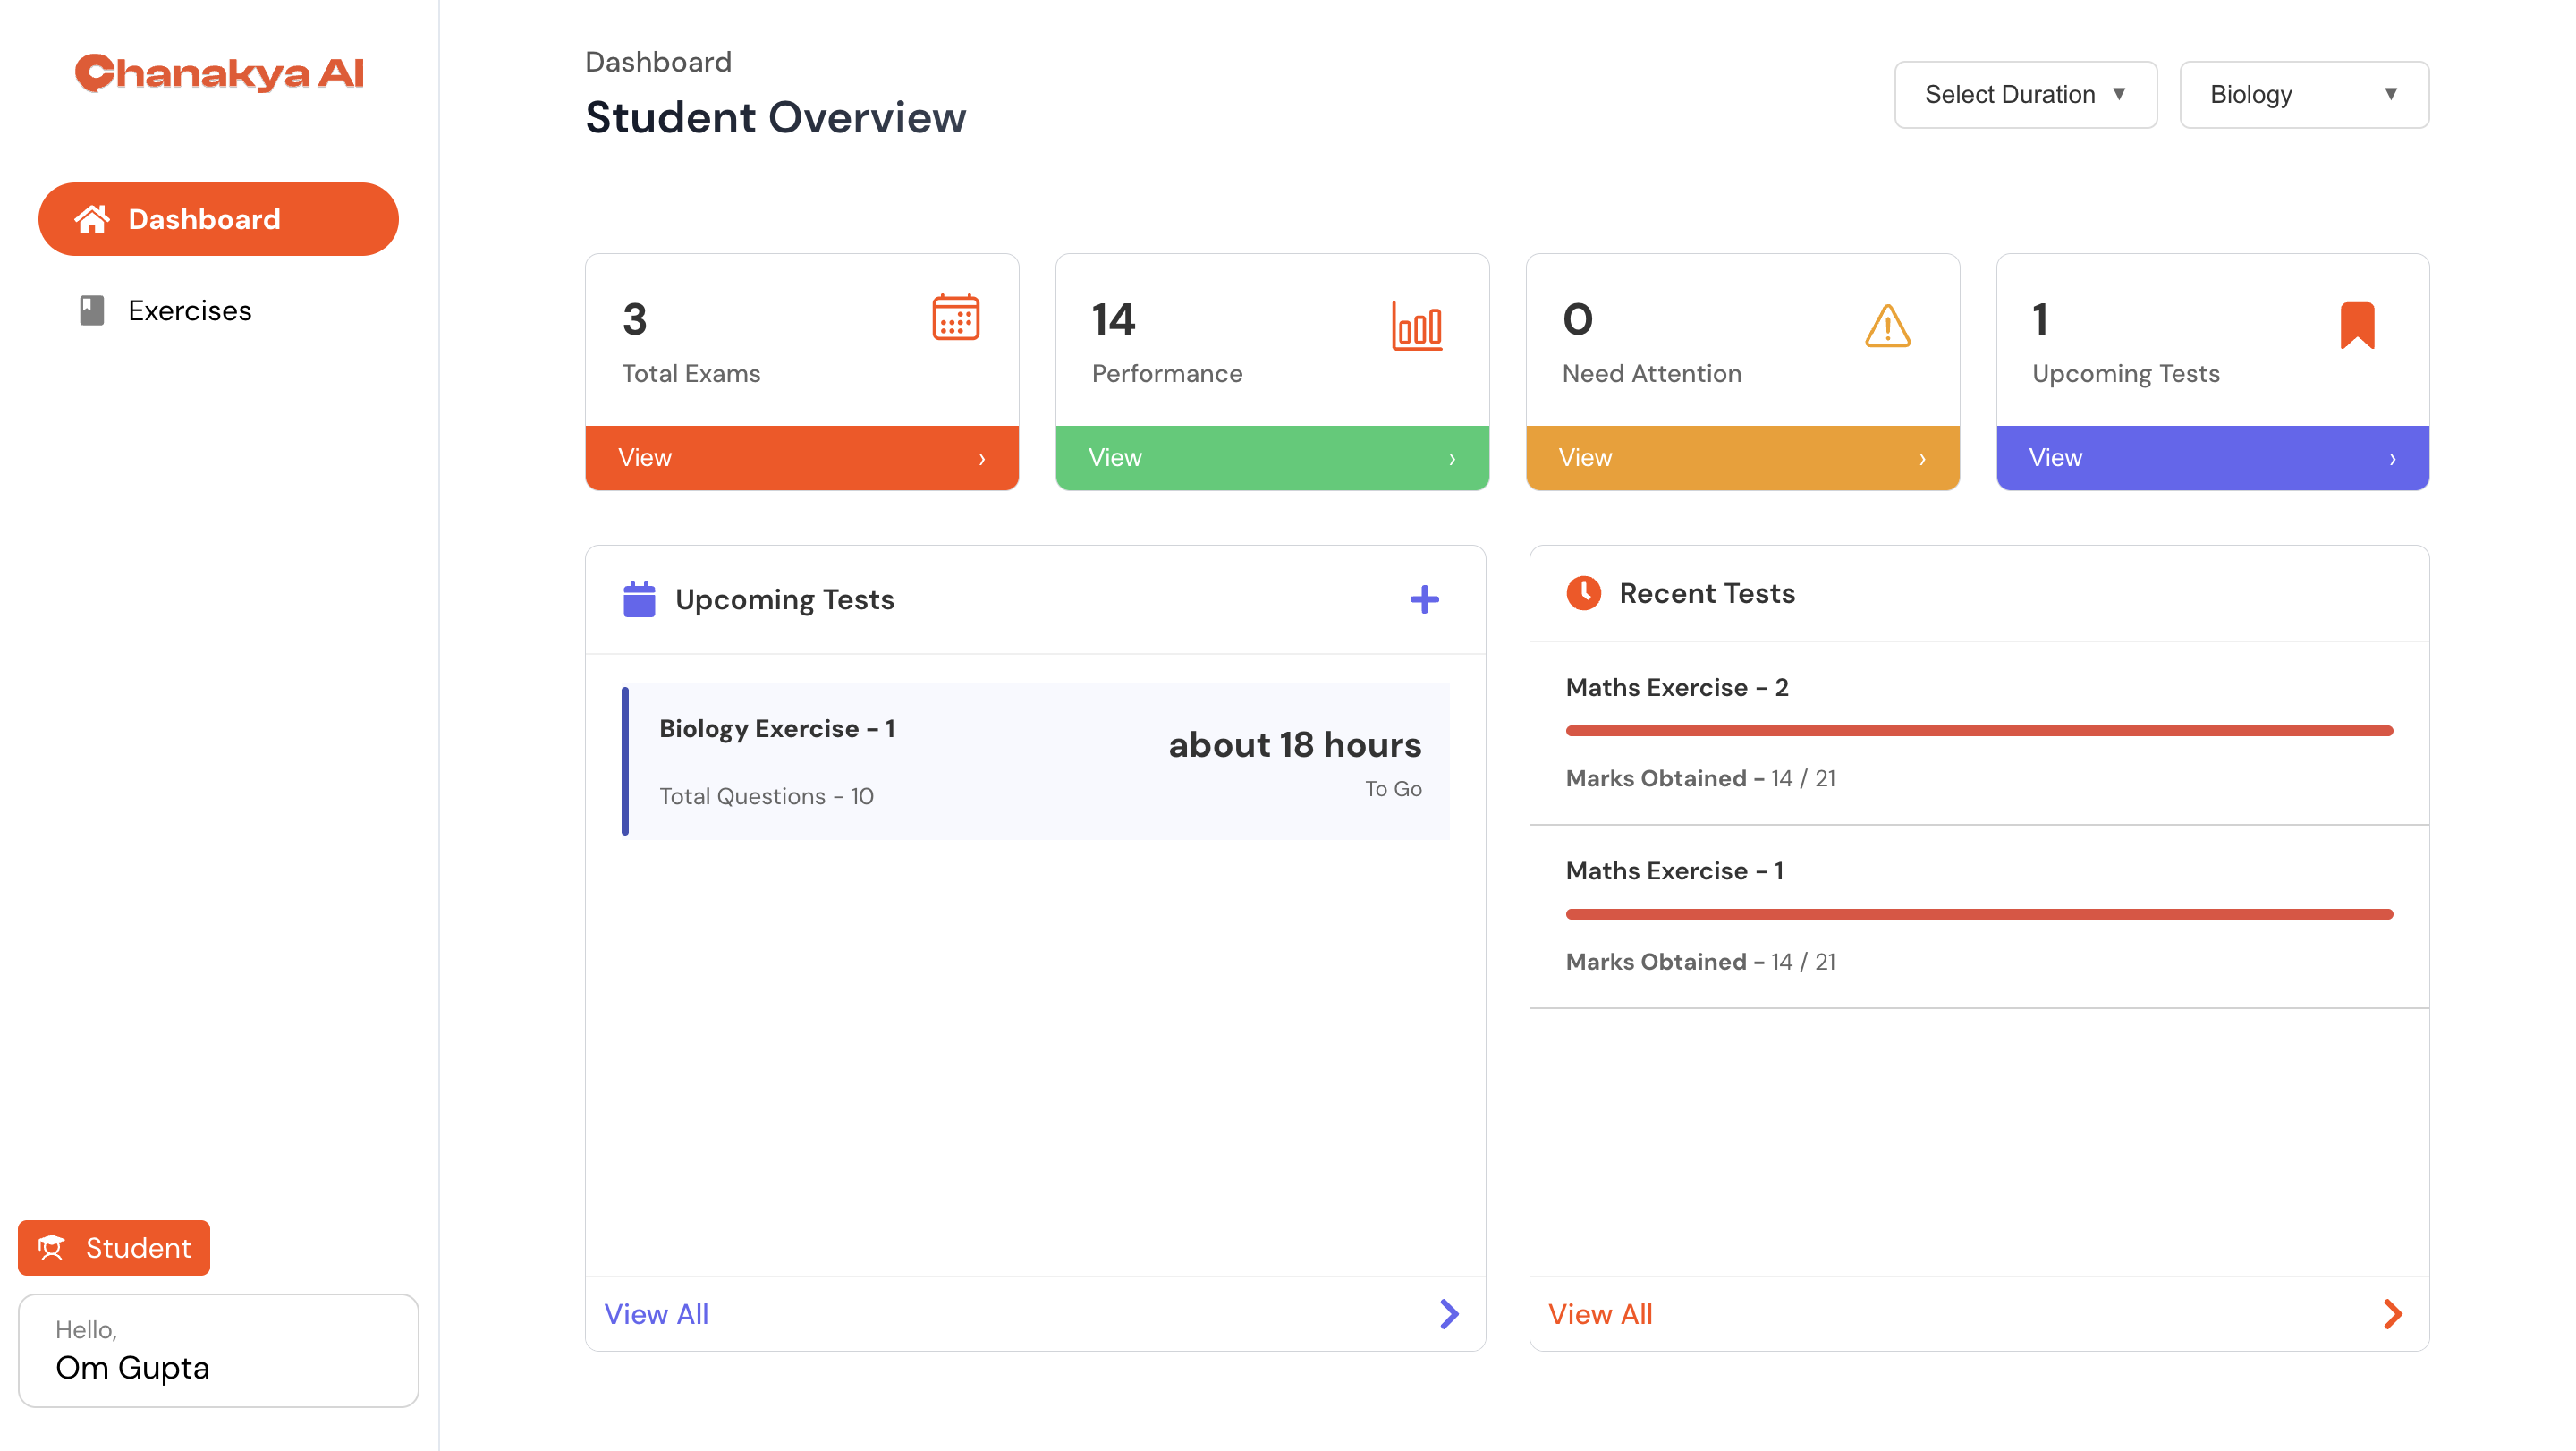 Chanakya AI
Dashboard
Exercises
Student
Hello,
Om Gupta
Dashboard
Student Overview
Select Duration ▼
Biology ▼
3
Total Exams
View ›
14
Performance
View ›
0
Need Attention
View ›
1
Upcoming Tests
View ›
Upcoming Tests
Biology Exercise - 1
Total Questions - 10
about 18 hours
To Go
View All
Recent Tests
Maths Exercise - 2
Marks Obtained - 14 / 21
Maths Exercise - 1
Marks Obtained - 14 / 21
View All